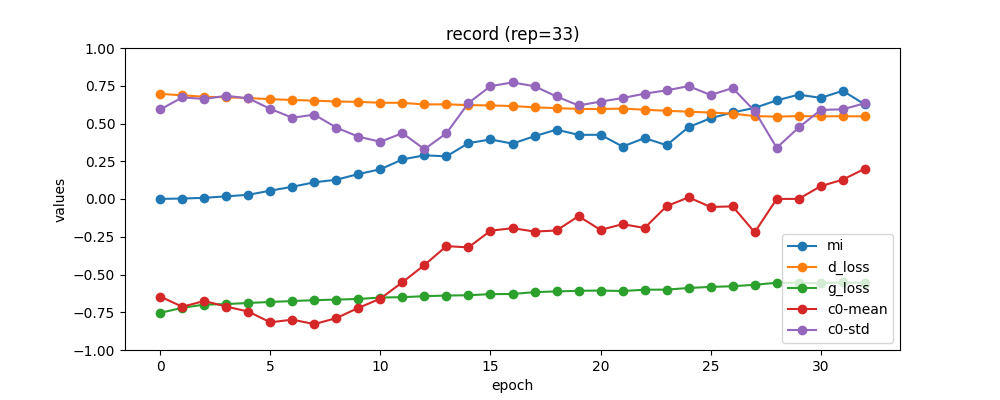 record (rep=33)
1.00
0.75
0.50
0.25
0.00
−0.25
−0.50
−0.75
−1.00
values
0
5
10
15
20
25
30
epoch
mi
d_loss
g_loss
c0-mean
c0-std